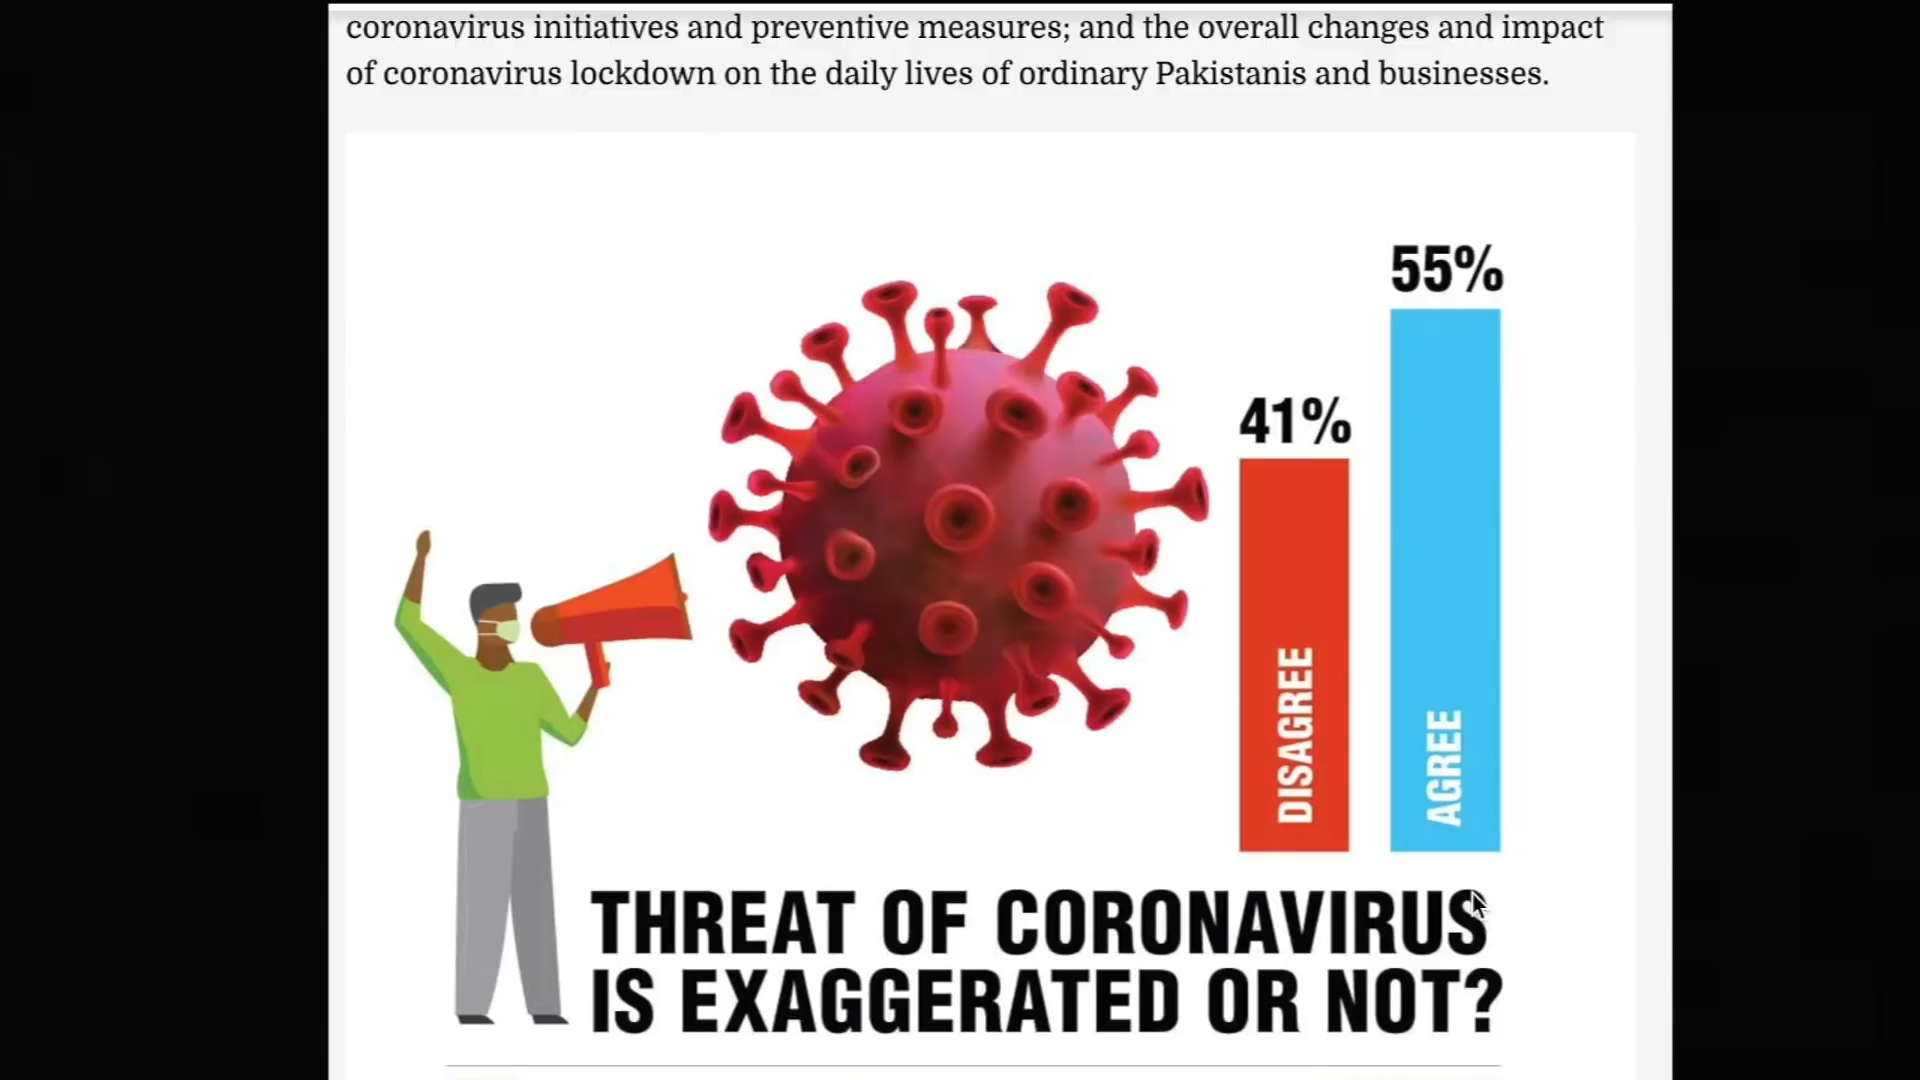 coronavirus initiatives and preventive measures; and the overall changes and impact
of coronavirus lockdown on the daily lives of ordinary Pakistanis and businesses.
55%
41%
DISAGREE
AGREE
THREAT OF CORONAVIRUS
IS EXAGGERATED OR NOT?